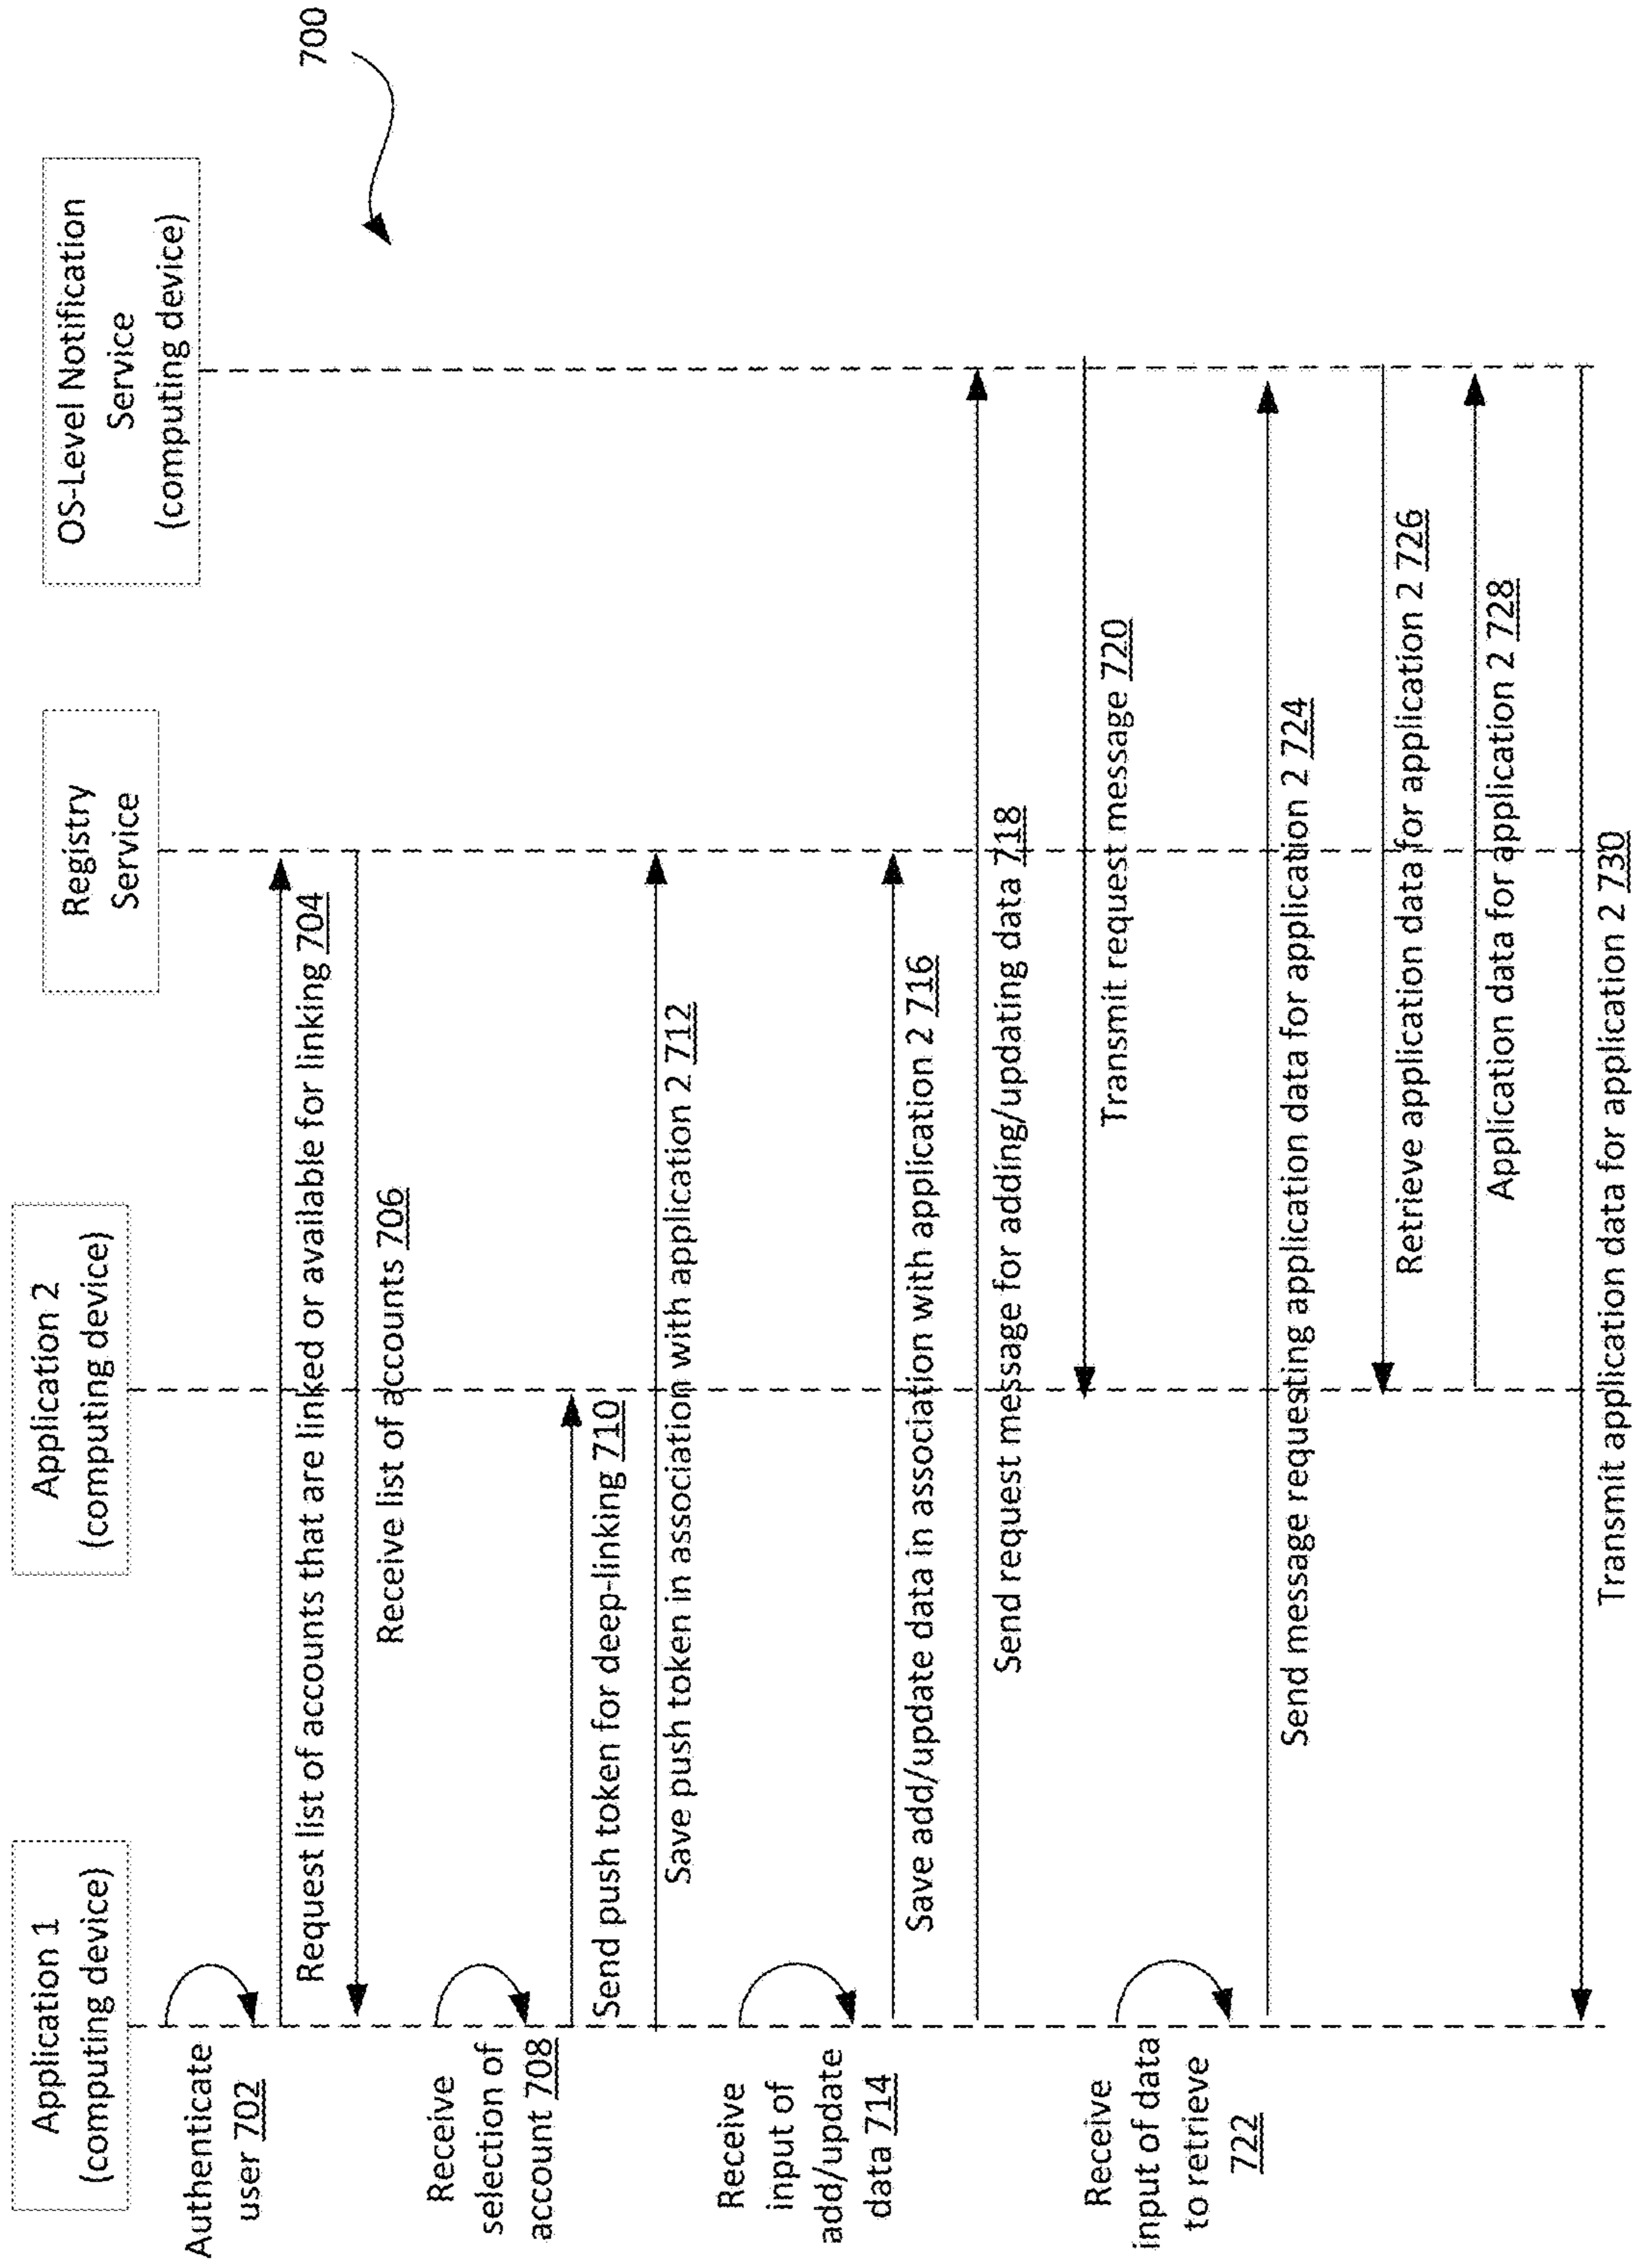 Application 1
(computing device)
Application 2
(computing device)
Registry
Service
OS-Level Notification
Service
(computing device)
700
Authenticate
user 702
Request list of accounts that are linked or available for linking 704
Receive list of accounts 706
Receive
selection of
account 708
Send push token for deep-linking 710
Save push token in association with application 2 712
Receive
input of
add/update
data 714
Save add/update data in association with application 2 716
Send request message for adding/updating data 718
Transmit request message 720
Receive
input of data
to retrieve
722
Send message requesting application data for application 2 724
Retrieve application data for application 2 726
Application data for application 2 728
Transmit application data for application 2 730